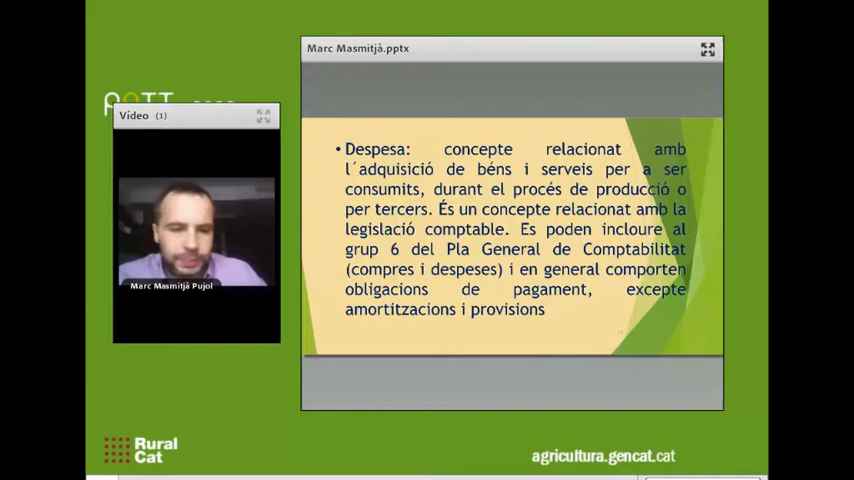 Marc Masmitjà.pptx
Vídeo (1)
• Despesa: concepte relacionat amb
l´adquisició de béns i serveis per a ser
consumits, durant el procés de producció o
per tercers. És un concepte relacionat amb la
legislació comptable. Es poden incloure al
grup 6 del Pla General de Comptabilitat
(compres i despeses) i en general comporten
obligacions de pagament, excepte
amortitzacions i provisions
Marc Masmitjà Pujol
Rural
Cat
agricultura.gencat.cat